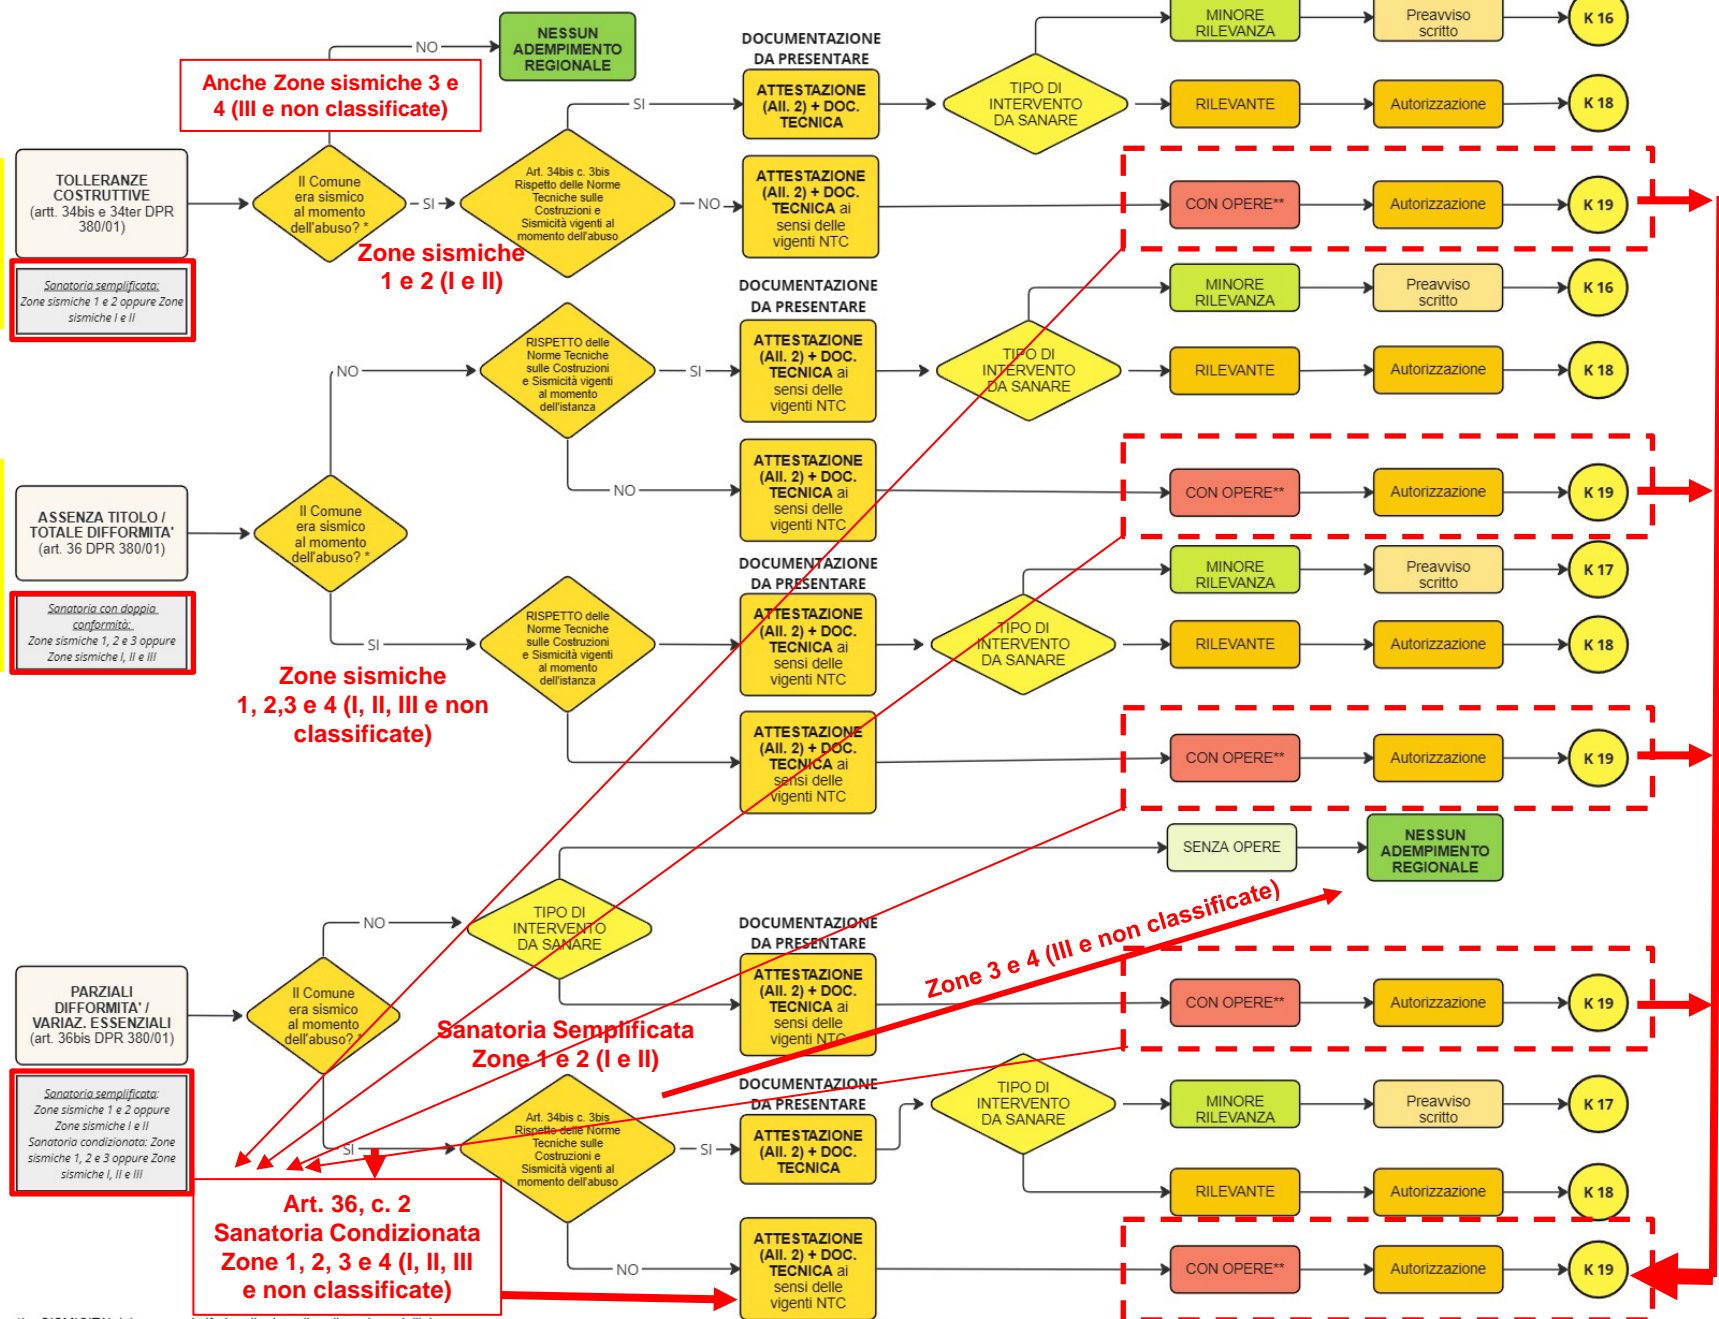 NO
NESSUN
ADEMPIMENTO
REGIONALE
DOCUMENTAZIONE
DA PRESENTARE
MINORE
RILEVANZA
Preavviso
scritto
K 16
Anche Zone sismiche 3 e
4 (III e non classificate)
SI
ATTESTAZIONE
(All. 2) + DOC.
TECNICA
TIPO DI
INTERVENTO
DA SANARE
RILEVANTE
Autorizzazione
K 18
TOLLERANZE
COSTRUTTIVE
(artt. 34bis e 34ter DPR
380/01)
Il Comune
era sismico
al momento
dell'abuso? *
SI
Art. 34bis c. 3bis
Rispetto delle Norme
Tecniche sulle
Costruzioni e
Sismicità vigenti al
momento dell'abuso
NO
ATTESTAZIONE
(All. 2) + DOC.
TECNICA ai
sensi delle
vigenti NTC
CON OPERE**
Autorizzazione
K 19
Zone sismiche
1 e 2 (I e II)
Sanatoria semplificata:
Zone sismiche 1 e 2 oppure Zone
sismiche I e II
DOCUMENTAZIONE
DA PRESENTARE
MINORE
RILEVANZA
Preavviso
scritto
K 16
NO
RISPETTO delle
Norme Tecniche
sulle Costruzioni
e Sismicità vigenti
al momento
dell'istanza
SI
ATTESTAZIONE
(All. 2) + DOC.
TECNICA ai
sensi delle
vigenti NTC
TIPO DI
INTERVENTO
DA SANARE
RILEVANTE
Autorizzazione
K 18
NO
ATTESTAZIONE
(All. 2) + DOC.
TECNICA ai
sensi delle
vigenti NTC
CON OPERE**
Autorizzazione
K 19
ASSENZA TITOLO /
TOTALE DIFFORMITA'
(art. 36 DPR 380/01)
Il Comune
era sismico
al momento
dell'abuso? *
Sanatoria con doppia
conformità:
Zone sismiche 1, 2 e 3 oppure
Zone sismiche I, II e III
DOCUMENTAZIONE
DA PRESENTARE
MINORE
RILEVANZA
Preavviso
scritto
K 17
SI
RISPETTO delle
Norme Tecniche
sulle Costruzioni
e Sismicità vigenti
al momento
dell'istanza
ATTESTAZIONE
(All. 2) + DOC.
TECNICA ai
sensi delle
vigenti NTC
TIPO DI
INTERVENTO
DA SANARE
RILEVANTE
Autorizzazione
K 18
Zone sismiche
1, 2,3 e 4 (I, II, III e non
classificate)
ATTESTAZIONE
(All. 2) + DOC.
TECNICA ai
sensi delle
vigenti NTC
CON OPERE**
Autorizzazione
K 19
SENZA OPERE
NESSUN
ADEMPIMENTO
REGIONALE
NO
TIPO DI
INTERVENTO
DA SANARE
DOCUMENTAZIONE
DA PRESENTARE
Zone 3 e 4 (III e non classificate)
PARZIALI
DIFFORMITA' /
VARIAZ. ESSENZIALI
(art. 36bis DPR 380/01)
Il Comune
era sismico
al momento
dell'abuso? *
ATTESTAZIONE
(All. 2) + DOC.
TECNICA ai
sensi delle
vigenti NTC
CON OPERE**
Autorizzazione
K 19
Sanatoria Semplificata
Zone 1 e 2 (I e II)
Sanatoria semplificata:
Zone sismiche 1 e 2 oppure
Zone sismiche I e II
Sanatoria condizionata: Zone
sismiche 1, 2 e 3 oppure Zone
sismiche I, II e III
SI
Art. 34bis c. 3bis
Rispetto delle Norme
Tecniche sulle
Costruzioni e
Sismicità vigenti al
momento dell'abuso
SI
DOCUMENTAZIONE
DA PRESENTARE
ATTESTAZIONE
(All. 2) + DOC.
TECNICA
TIPO DI
INTERVENTO
DA SANARE
MINORE
RILEVANZA
Preavviso
scritto
K 17
RILEVANTE
Autorizzazione
K 18
Art. 36, c. 2
Sanatoria Condizionata
Zone 1, 2, 3 e 4 (I, II, III
e non classificate)
NO
ATTESTAZIONE
(All. 2) + DOC.
TECNICA ai
sensi delle
vigenti NTC
CON OPERE**
Autorizzazione
K 19